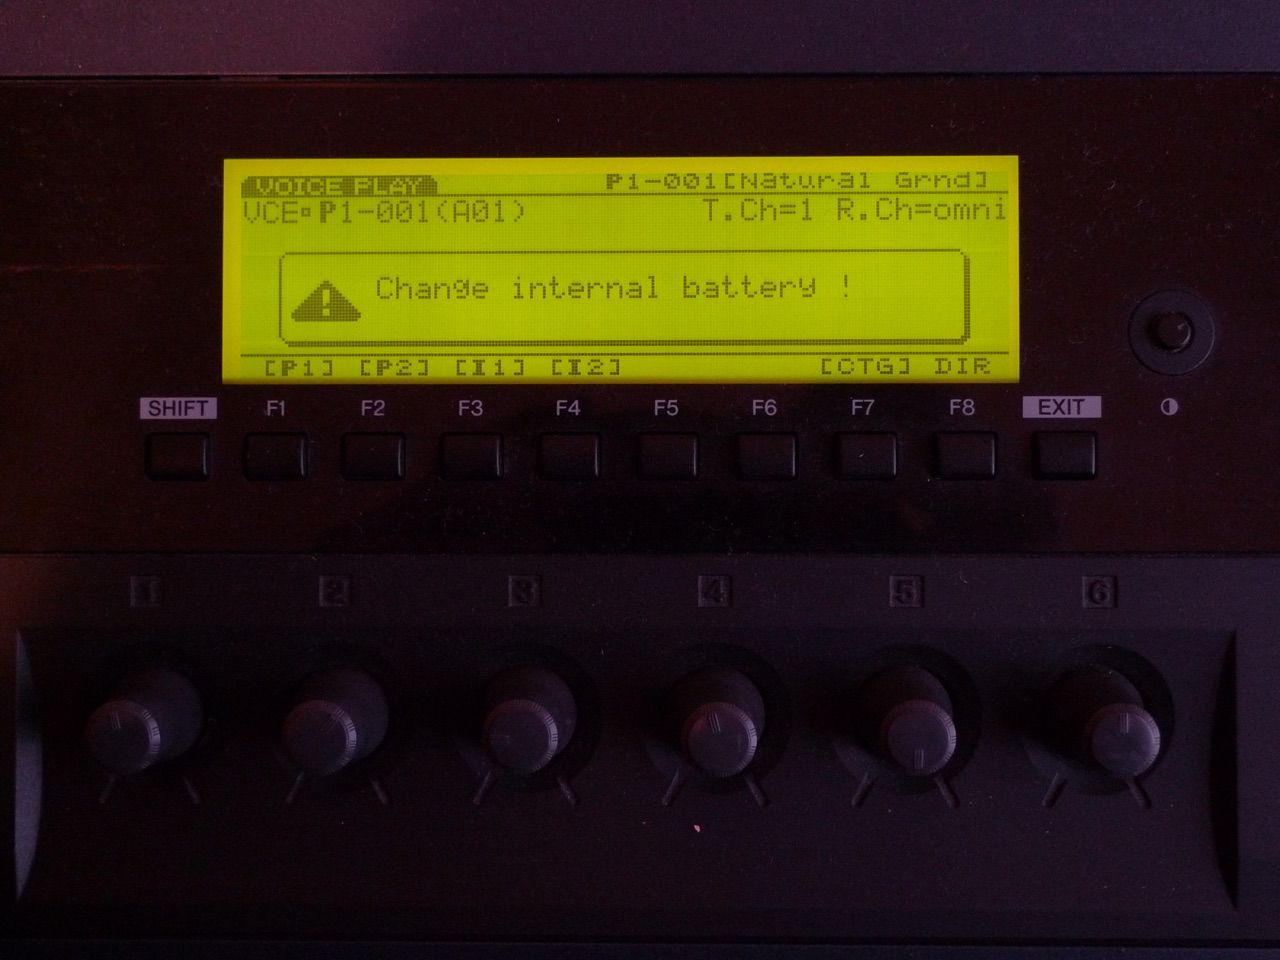 VOICE PLAY P1-001[Natural Grnd]
VCE P1-001(A01) T.Ch=1 R.Ch=omni
Change internal battery !
[P1] [P2] [I1] [I2] [CTG] DIR
SHIFT F1 F2 F3 F4 F5 F6 F7 F8 EXIT
1 2 3 4 5 6